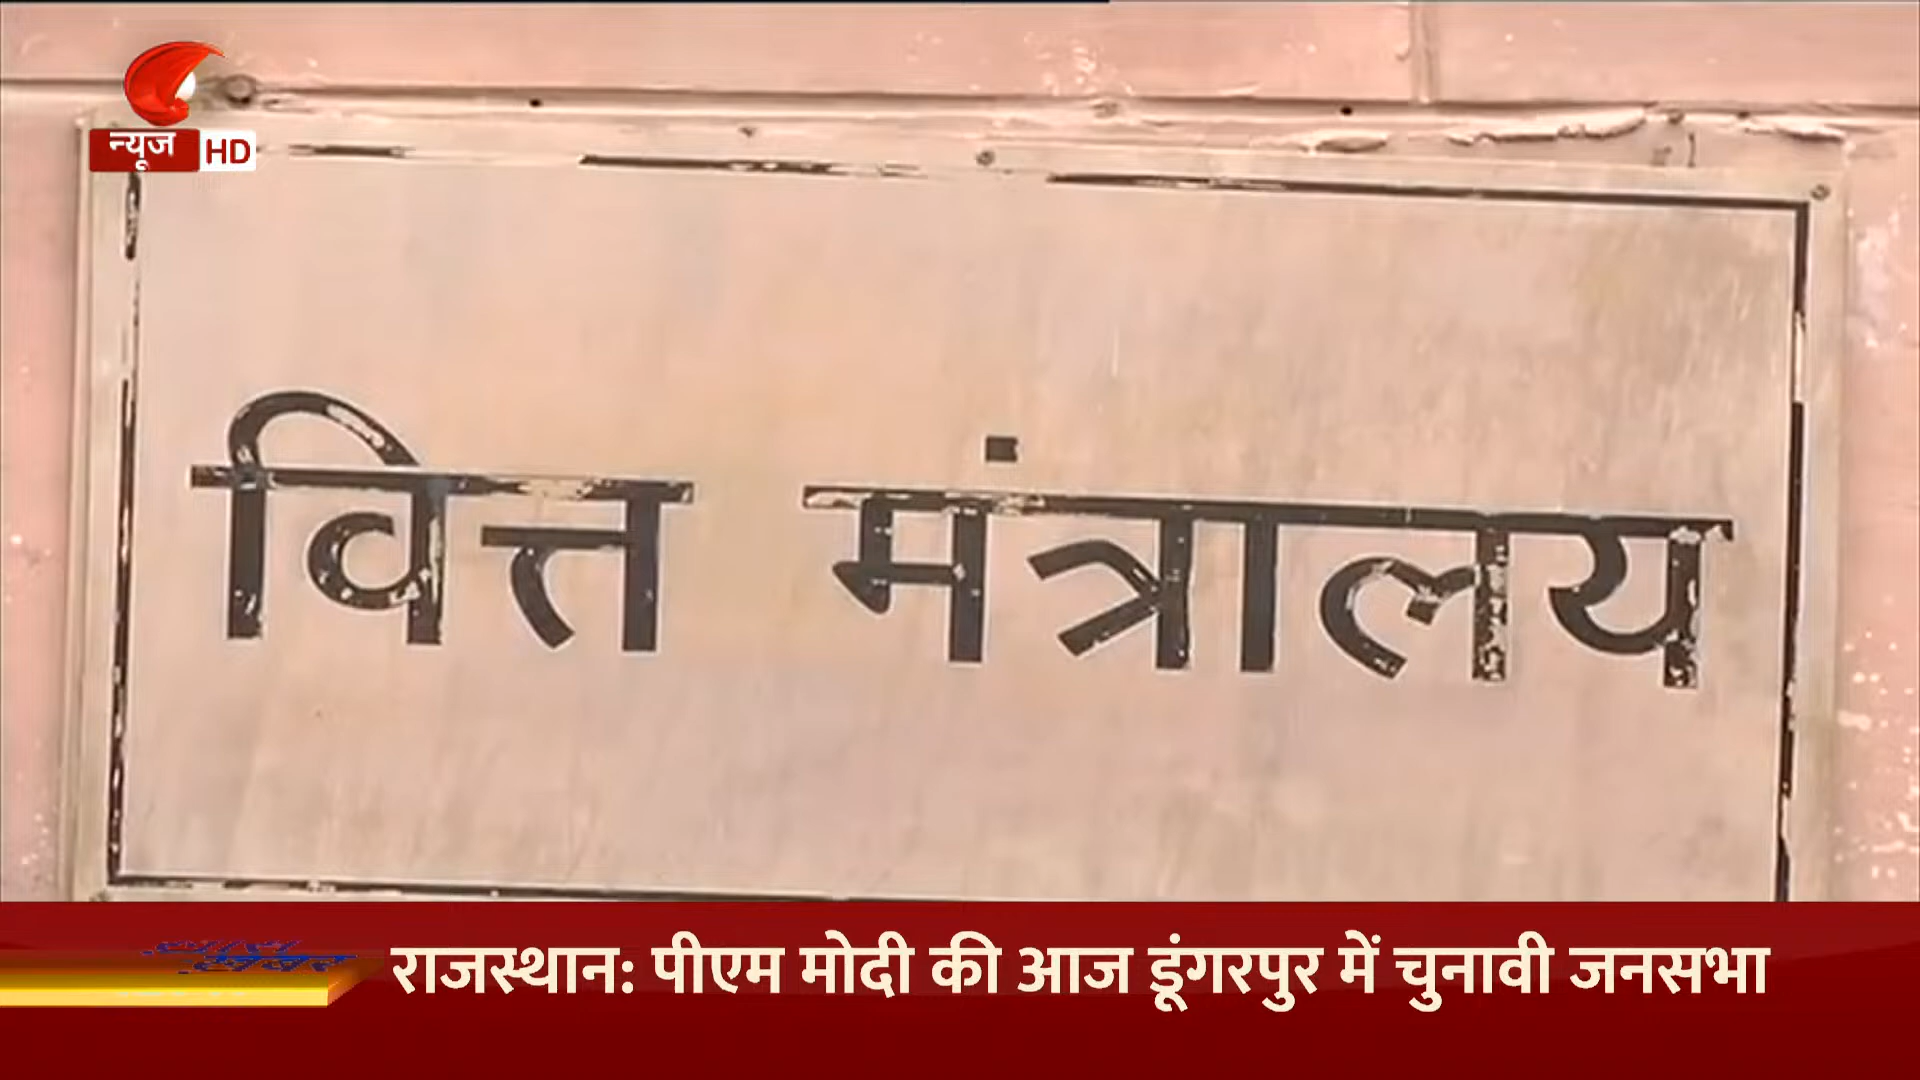 न्यूज HD
वित्त मंत्रालय
राजस्थान: पीएम मोदी की आज डूंगरपुर में चुनावी जनसभा